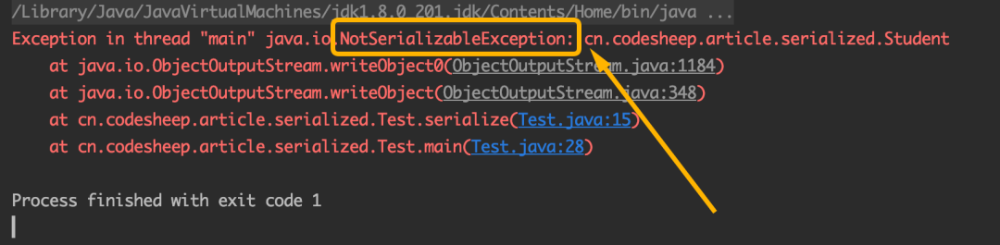 /Library/Java/JavaVirtualMachines/jdk1.8.0_201.jdk/Contents/Home/bin/java ...
Exception in thread "main" java.io.NotSerializableException: cn.codesheep.article.serialized.Student
at java.io.ObjectOutputStream.writeObject0(ObjectOutputStream.java:1184)
at java.io.ObjectOutputStream.writeObject(ObjectOutputStream.java:348)
at cn.codesheep.article.serialized.Test.serialize(Test.java:15)
at cn.codesheep.article.serialized.Test.main(Test.java:28)
Process finished with exit code 1